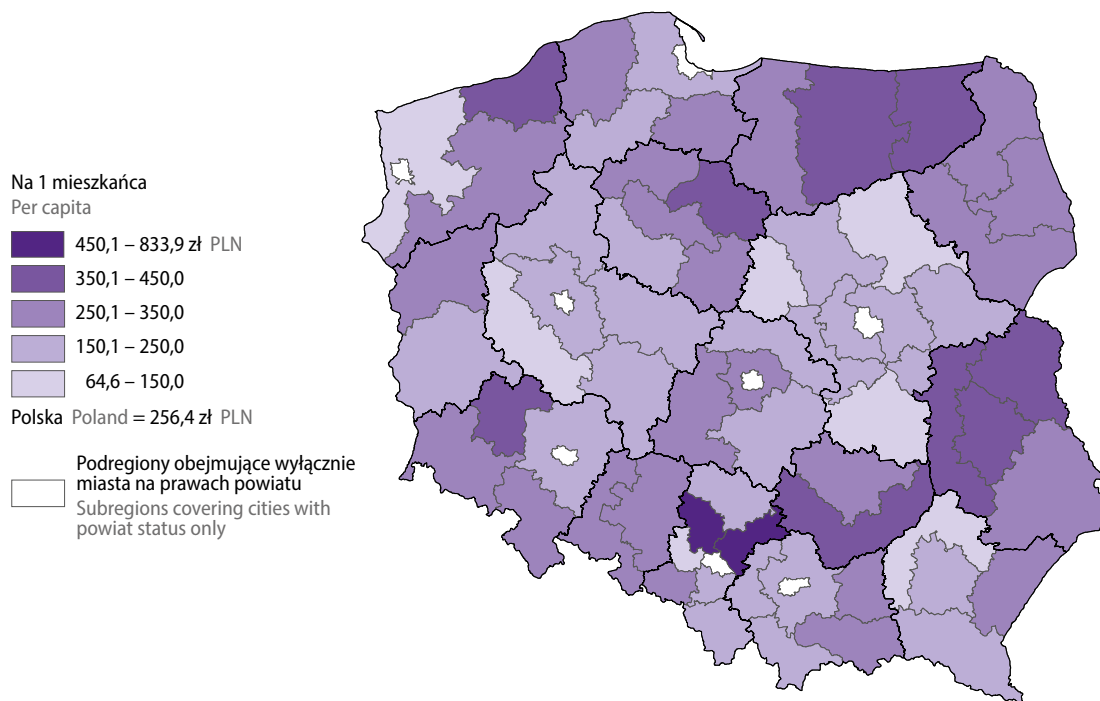 Na 1 mieszkańca
Per capita
450,1 – 833,9 zł PLN
350,1 – 450,0
250,1 – 350,0
150,1 – 250,0
64,6 – 150,0
Polska Poland = 256,4 zł PLN
Podregiony obejmujące wyłącznie
miasta na prawach powiatu
Subregions covering cities with
powiat status only